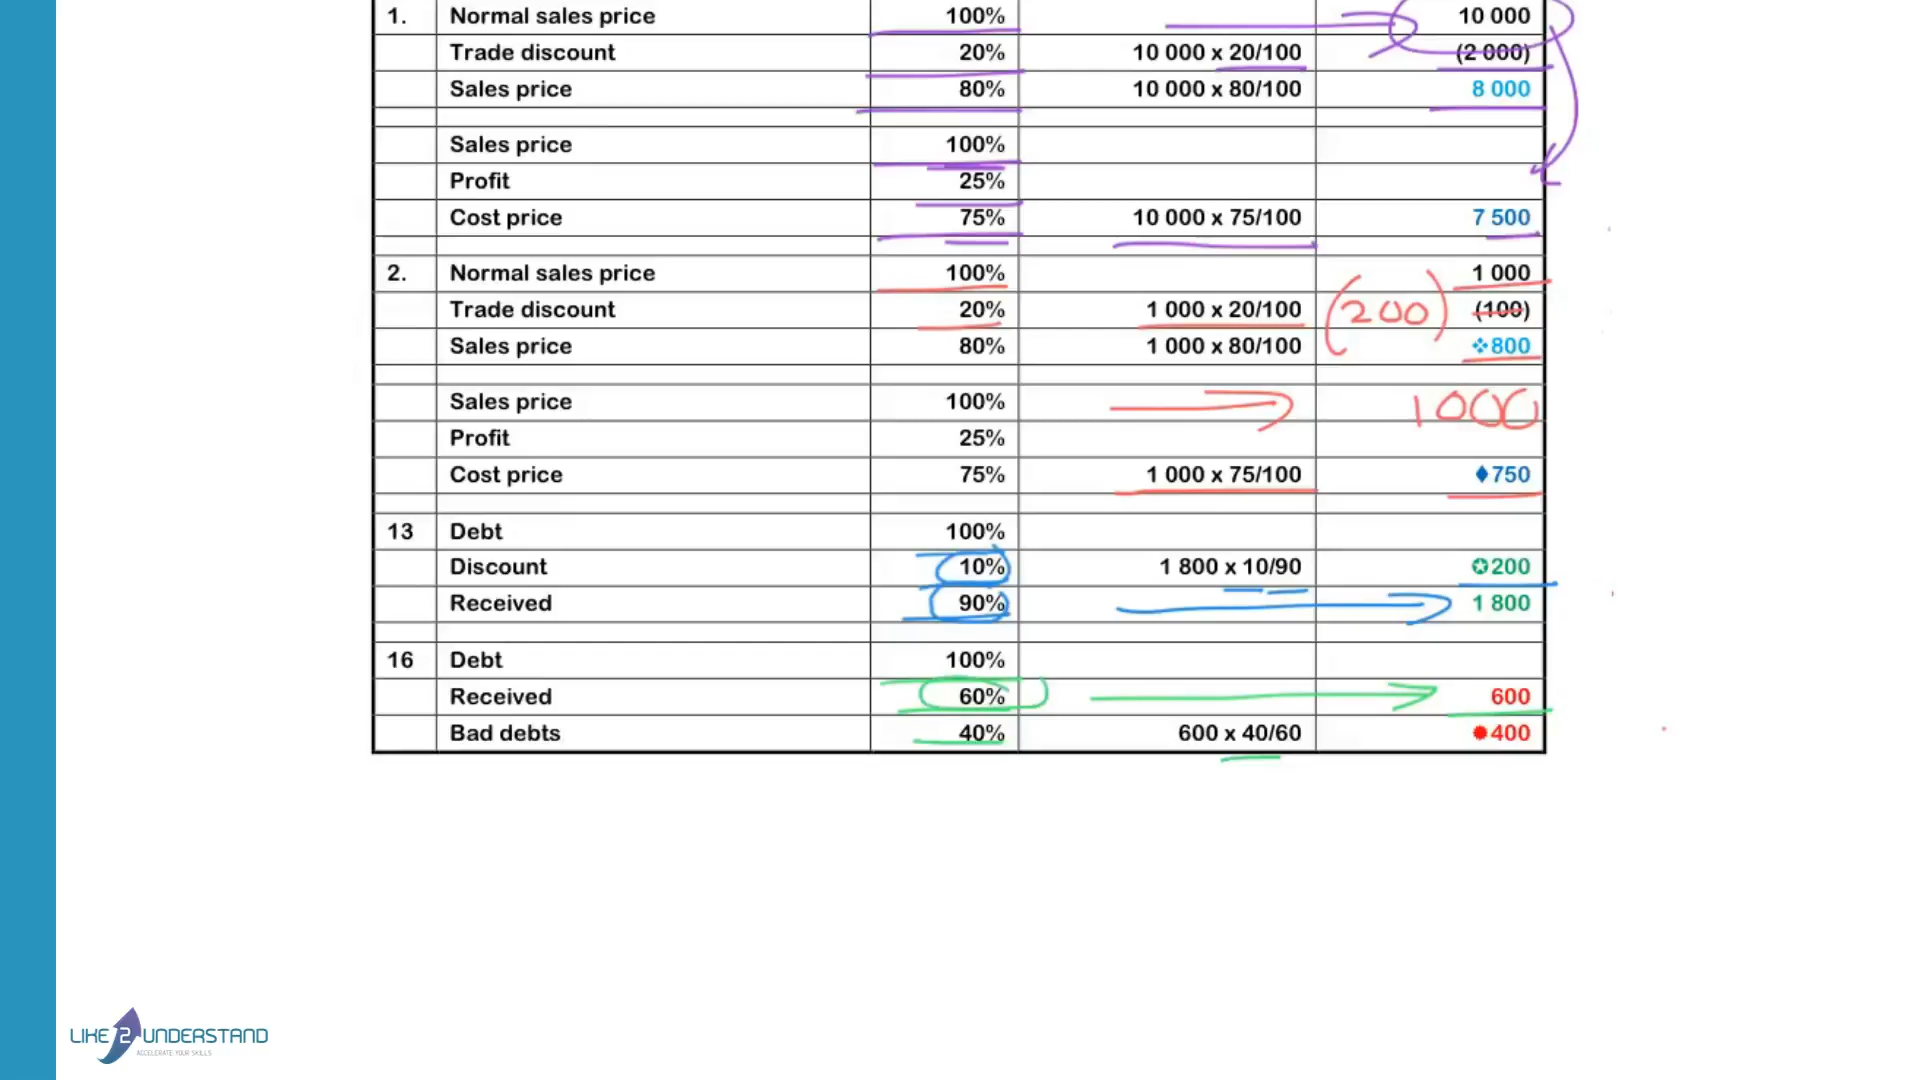 1. Normal sales price 100% 10 000
Trade discount 20% 10 000 x 20/100 (2 000)
Sales price 80% 10 000 x 80/100 8 000
Sales price 100%
Profit 25%
Cost price 75% 10 000 x 75/100 7 500
2. Normal sales price 100% 1 000
Trade discount 20% 1 000 x 20/100 (200) (100)
Sales price 80% 1 000 x 80/100 ❖800
Sales price 100% 1000
Profit 25%
Cost price 75% 1 000 x 75/100 ♦750
13 Debt 100%
Discount 10% 1 800 x 10/90 ✪200
Received 90% 1 800
16 Debt 100%
Received 60% 600
Bad debts 40% 600 x 40/60 ✹400
LIKE 2 UNDERSTAND
ACCELERATE YOUR SKILLS